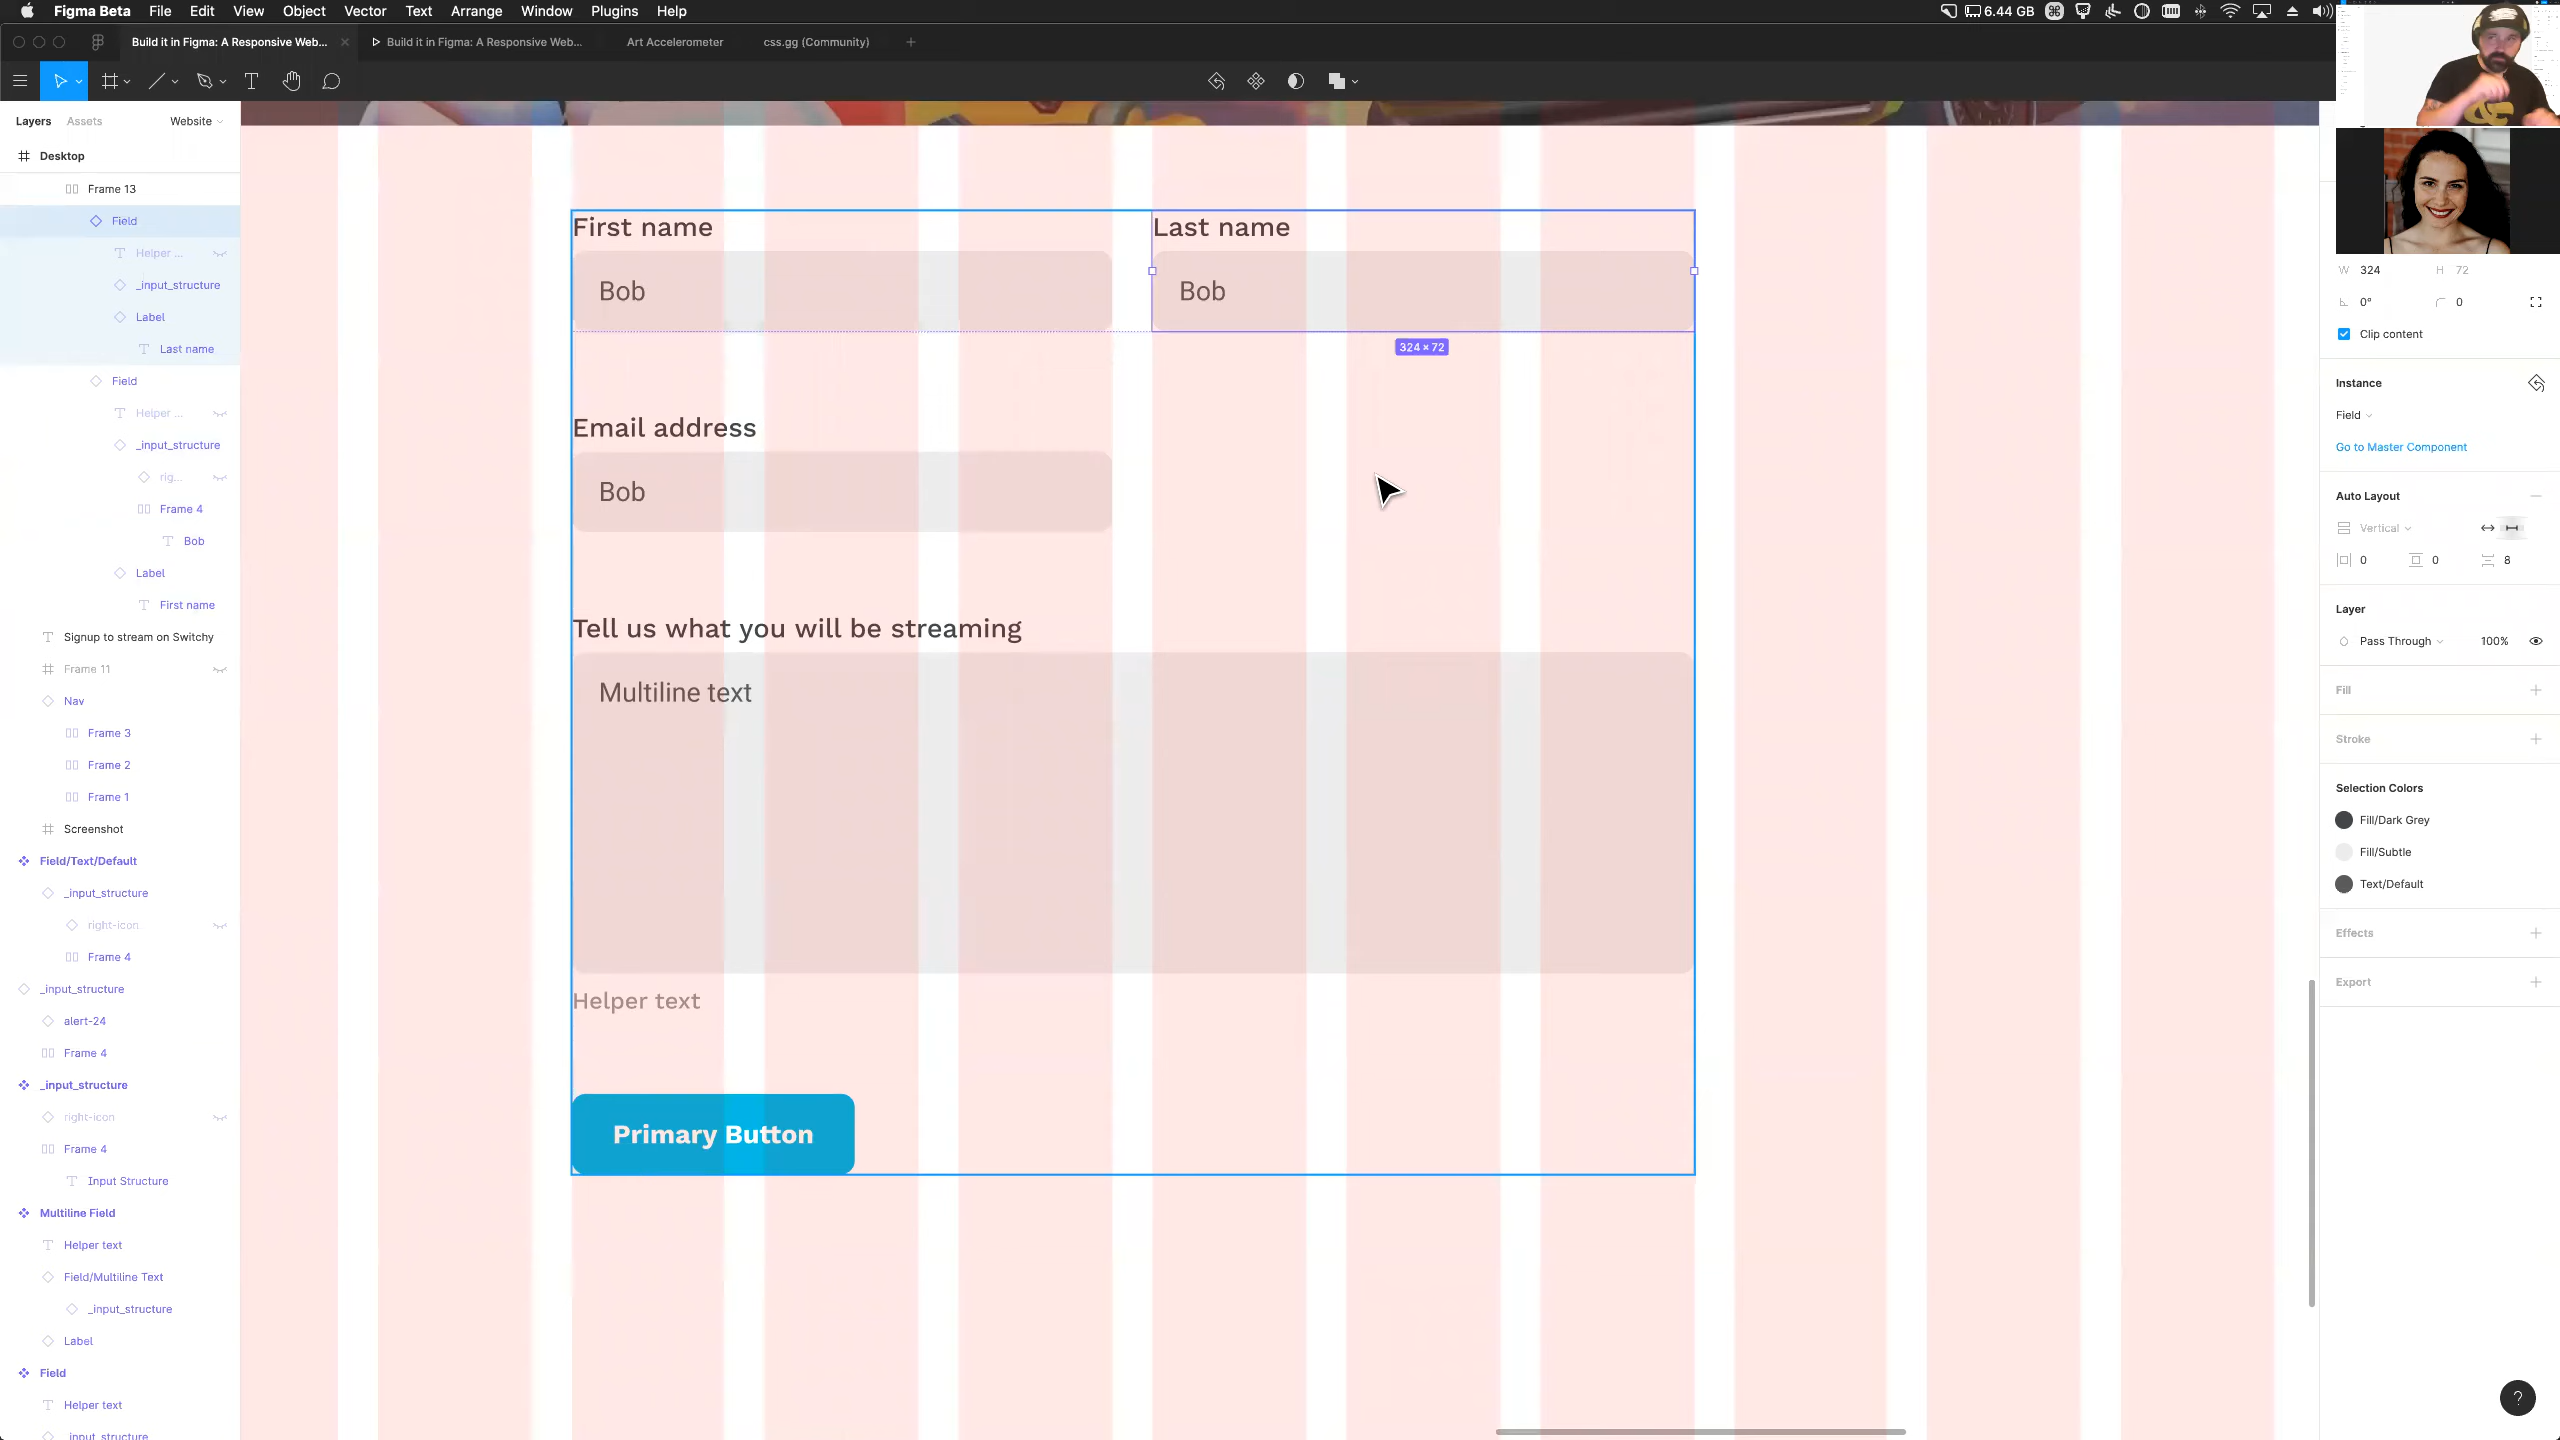 Figma Beta File Edit View Object Vector Text Arrange Window Plugins Help 6.44 GB
Build it in Figma: A Responsive Web... Build it in Figma: A Responsive Web... Art Accelerometer css.gg (Community)
Layers Assets Website
Desktop
Frame 13
Field
Helper ...
_input_structure
Label
Last name
Field
Helper ...
_input_structure
rig...
Frame 4
Bob
Label
First name
Signup to stream on Switchy
Frame 11
Nav
Frame 3
Frame 2
Frame 1
Screenshot
Field/Text/Default
_input_structure
right-icon
Frame 4
_input_structure
alert-24
Frame 4
_input_structure
right-icon
Frame 4
Input Structure
Multiline Field
Helper text
Field/Multiline Text
_input_structure
Label
Field
Helper text
_input_structure
First name Last name
Bob Bob
324 × 72
Email address
Bob
Tell us what you will be streaming
Multiline text
Helper text
Primary Button
W 324 H 72
0° 0
Clip content
Instance
Field
Go to Master Component
Auto Layout
Vertical
0 0 8
Layer
Pass Through 100%
Fill
Stroke
Selection Colors
Fill/Dark Grey
Fill/Subtle
Text/Default
Effects
Export
?